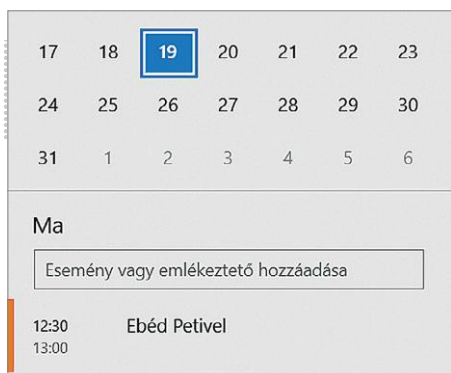 17 18 19 20 21 22 23
24 25 26 27 28 29 30
31 1 2 3 4 5 6
Ma
Esemény vagy emlékeztető hozzáadása
12:30 Ebéd Petivel
13:00